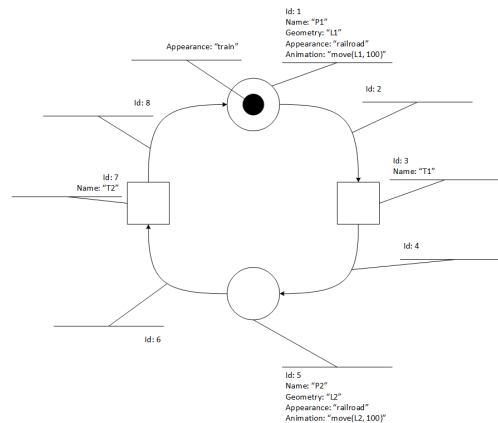 Id: 1
Name: “P1”
Geometry: “L1”
Appearance: “railroad”
Animation: “move(L1, 100)”
Appearance: “train”
Id: 2
Id: 8
Id: 3
Name: “T1”
Id: 7
Name: “T2”
Id: 4
Id: 6
Id: 5
Name: “P2”
Geometry: “L2”
Appearance: “railroad”
Animation: “move(L2, 100)”